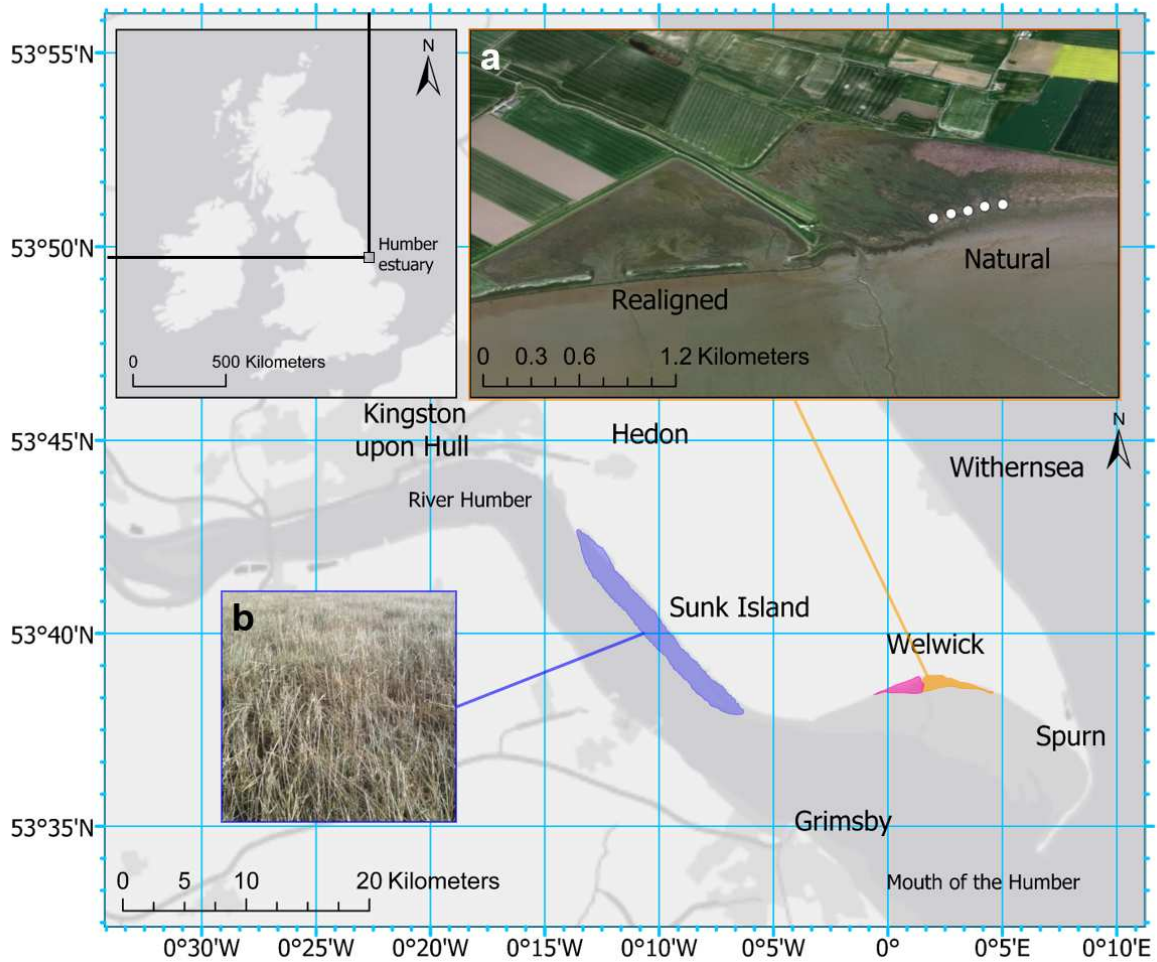 53°55'N
53°50'N
53°45'N
53°40'N
53°35'N
N
Humber
estuary
0
500 Kilometers
a
Natural
Realigned
0 0.3 0.6 1.2 Kilometers
N
Kingston
upon Hull
Hedon
Withernsea
River Humber
b
Sunk Island
Welwick
Spurn
Grimsby
Mouth of the Humber
0 5 10 20 Kilometers
0°30'W 0°25'W 0°20'W 0°15'W 0°10'W 0°5'W 0° 0°5'E 0°10'E